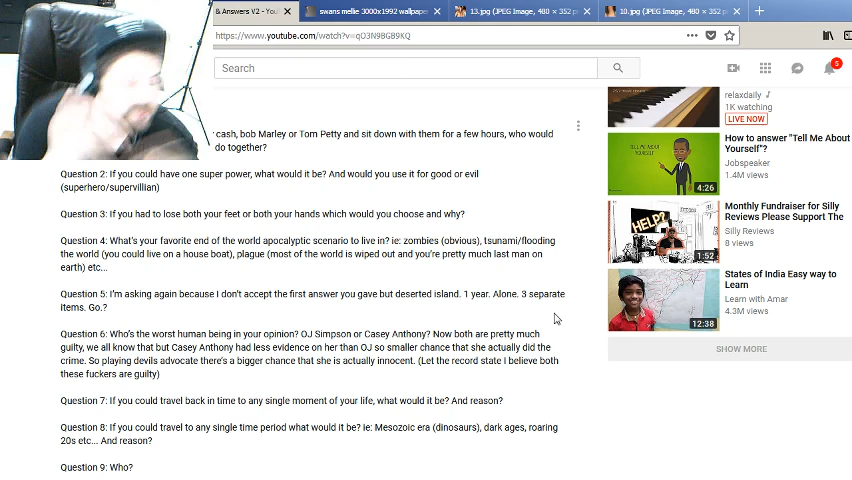 & Answers V2 - You
swans mellie 3000x1992 wallpape
13.jpg (JPEG Image, 480 × 352 p
10.jpg (JPEG Image, 480 × 352 p
https://www.youtube.com/watch?v=qO3N9BG89KQ
Search
5
relaxdaily
1K watching
LIVE NOW
cash, bob Marley or Tom Petty and sit down with them for a few hours, who would
do together?
Question 2: If you could have one super power, what would it be? And would you use it for good or evil
(superhero/supervillian)
Question 3: If you had to lose both your feet or both your hands which would you choose and why?
Question 4: What's your favorite end of the world apocalyptic scenario to live in? ie: zombies (obvious), tsunami/flooding
the world (you could live on a house boat), plague (most of the world is wiped out and you're pretty much last man on
earth) etc...
Question 5: I'm asking again because I don't accept the first answer you gave but deserted island. 1 year. Alone. 3 separate
items. Go.?
Question 6: Who's the worst human being in your opinion? OJ Simpson or Casey Anthony? Now both are pretty much
guilty, we all know that but Casey Anthony had less evidence on her than OJ so smaller chance that she actually did the
crime. So playing devils advocate there's a bigger chance that she is actually innocent. (Let the record state I believe both
these fuckers are guilty)
Question 7: If you could travel back in time to any single moment of your life, what would it be? And reason?
Question 8: If you could travel to any single time period what would it be? ie: Mesozoic era (dinosaurs), dark ages, roaring
20s etc... And reason?
Question 9: Who?
TELL ME ABOUT
YOURSELF
4:26
How to answer "Tell Me About
Yourself"?
Jobspeaker
1.4M views
HELP?
1:52
Monthly Fundraiser for Silly
Reviews Please Support The
Silly Reviews
8 views
12:38
States of India Easy way to
Learn
Learn with Amar
4.3M views
SHOW MORE